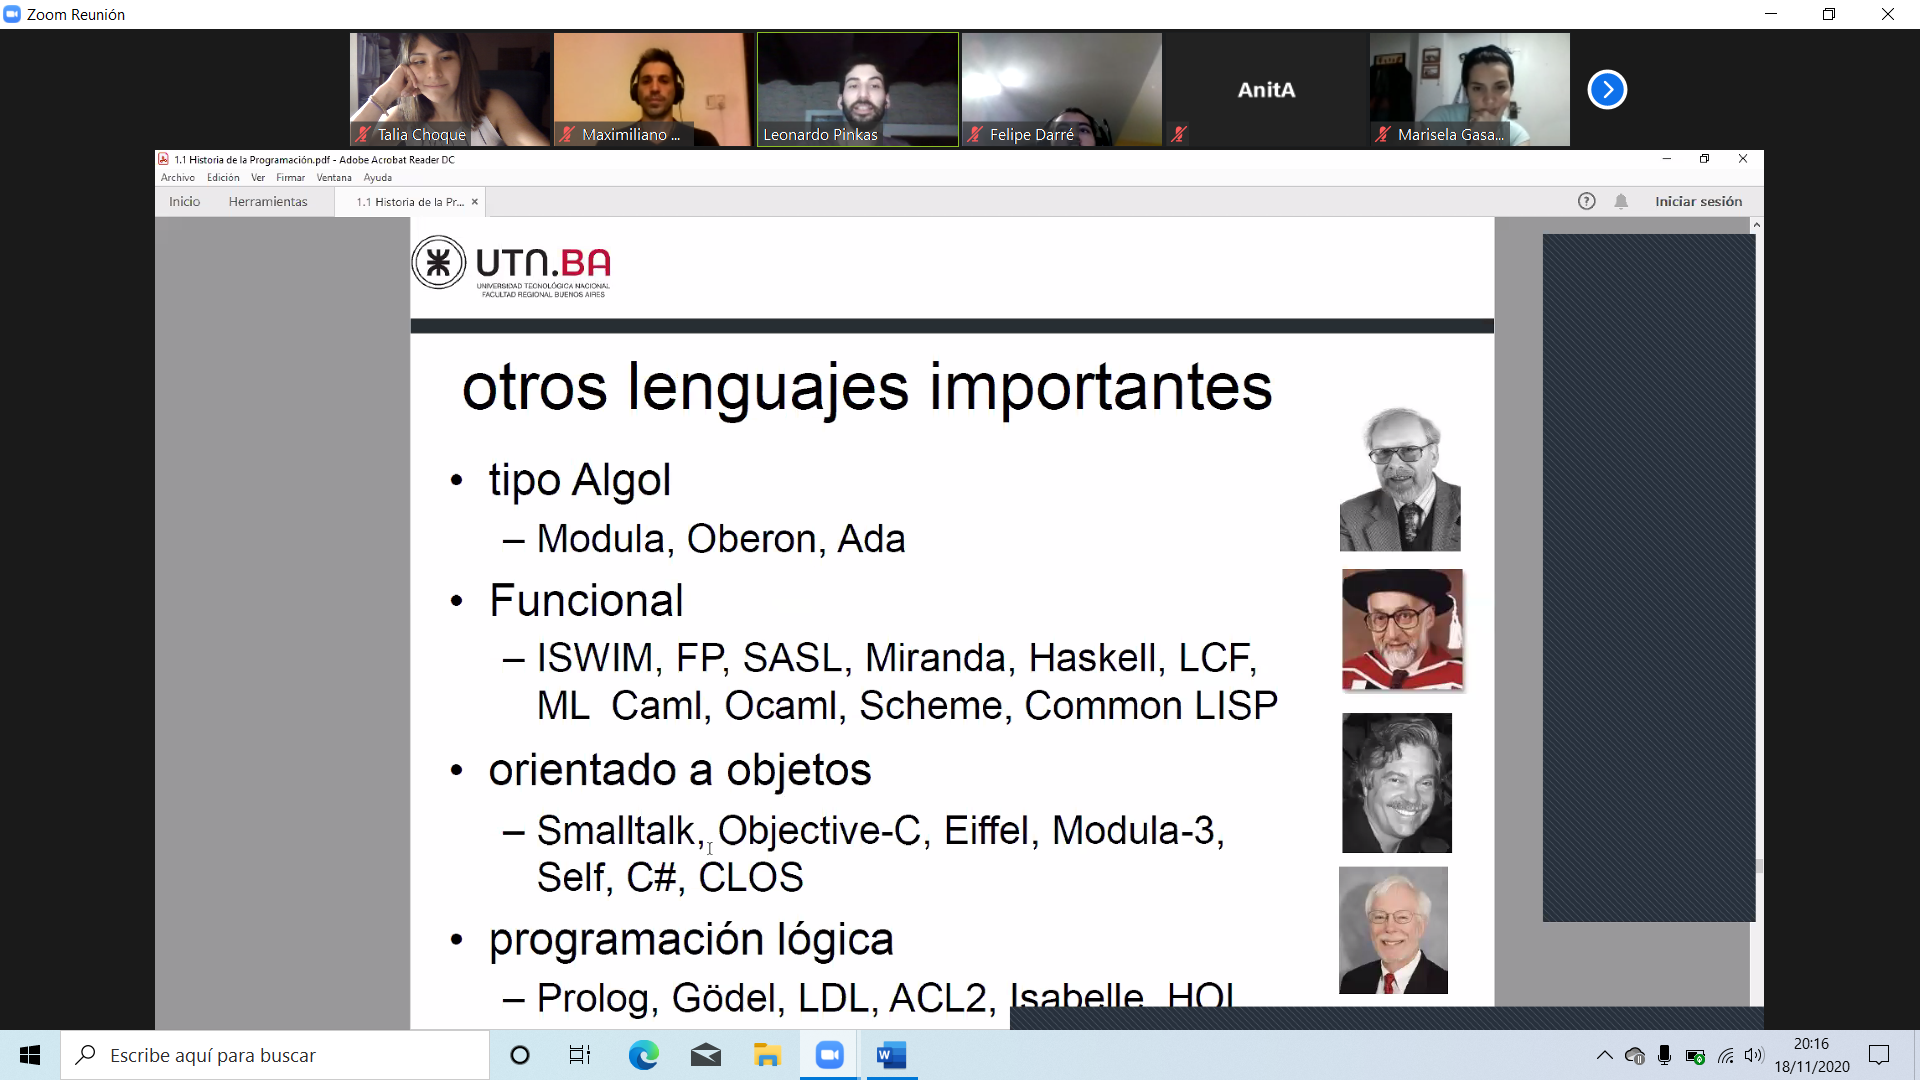 Zoom Reunión
Talia Choque
Maximiliano ...
Leonardo Pinkas
Felipe Darré
AnitA
Marisela Gasa...
1.1 Historia de la Programación.pdf - Adobe Acrobat Reader DC
Archivo Edición Ver Firmar Ventana Ayuda
Inicio Herramientas 1.1 Historia de la Pr... × Iniciar sesión
UTN.BA
UNIVERSIDAD TECNOLÓGICA NACIONAL
FACULTAD REGIONAL BUENOS AIRES
otros lenguajes importantes
• tipo Algol
– Modula, Oberon, Ada
• Funcional
– ISWIM, FP, SASL, Miranda, Haskell, LCF,
ML Caml, Ocaml, Scheme, Common LISP
• orientado a objetos
– Smalltalk, Objective-C, Eiffel, Modula-3,
Self, C#, CLOS
• programación lógica
– Prolog, Gödel, LDL, ACL2, Isabelle, HOL
Escribe aquí para buscar
20:16
18/11/2020